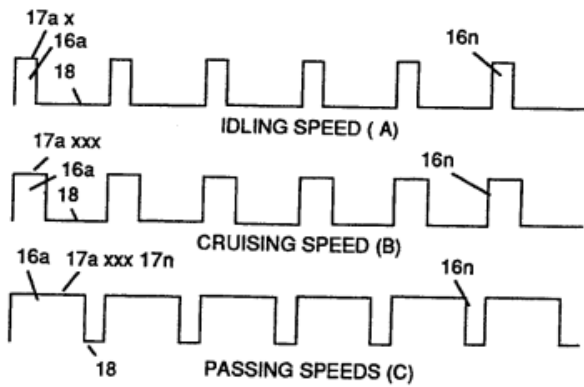 17a x
16a
18
16n
IDLING SPEED ( A)
17a xxx
16a
18
16n
CRUISING SPEED (B)
16a
17a xxx 17n
16n
18
PASSING SPEEDS (C)